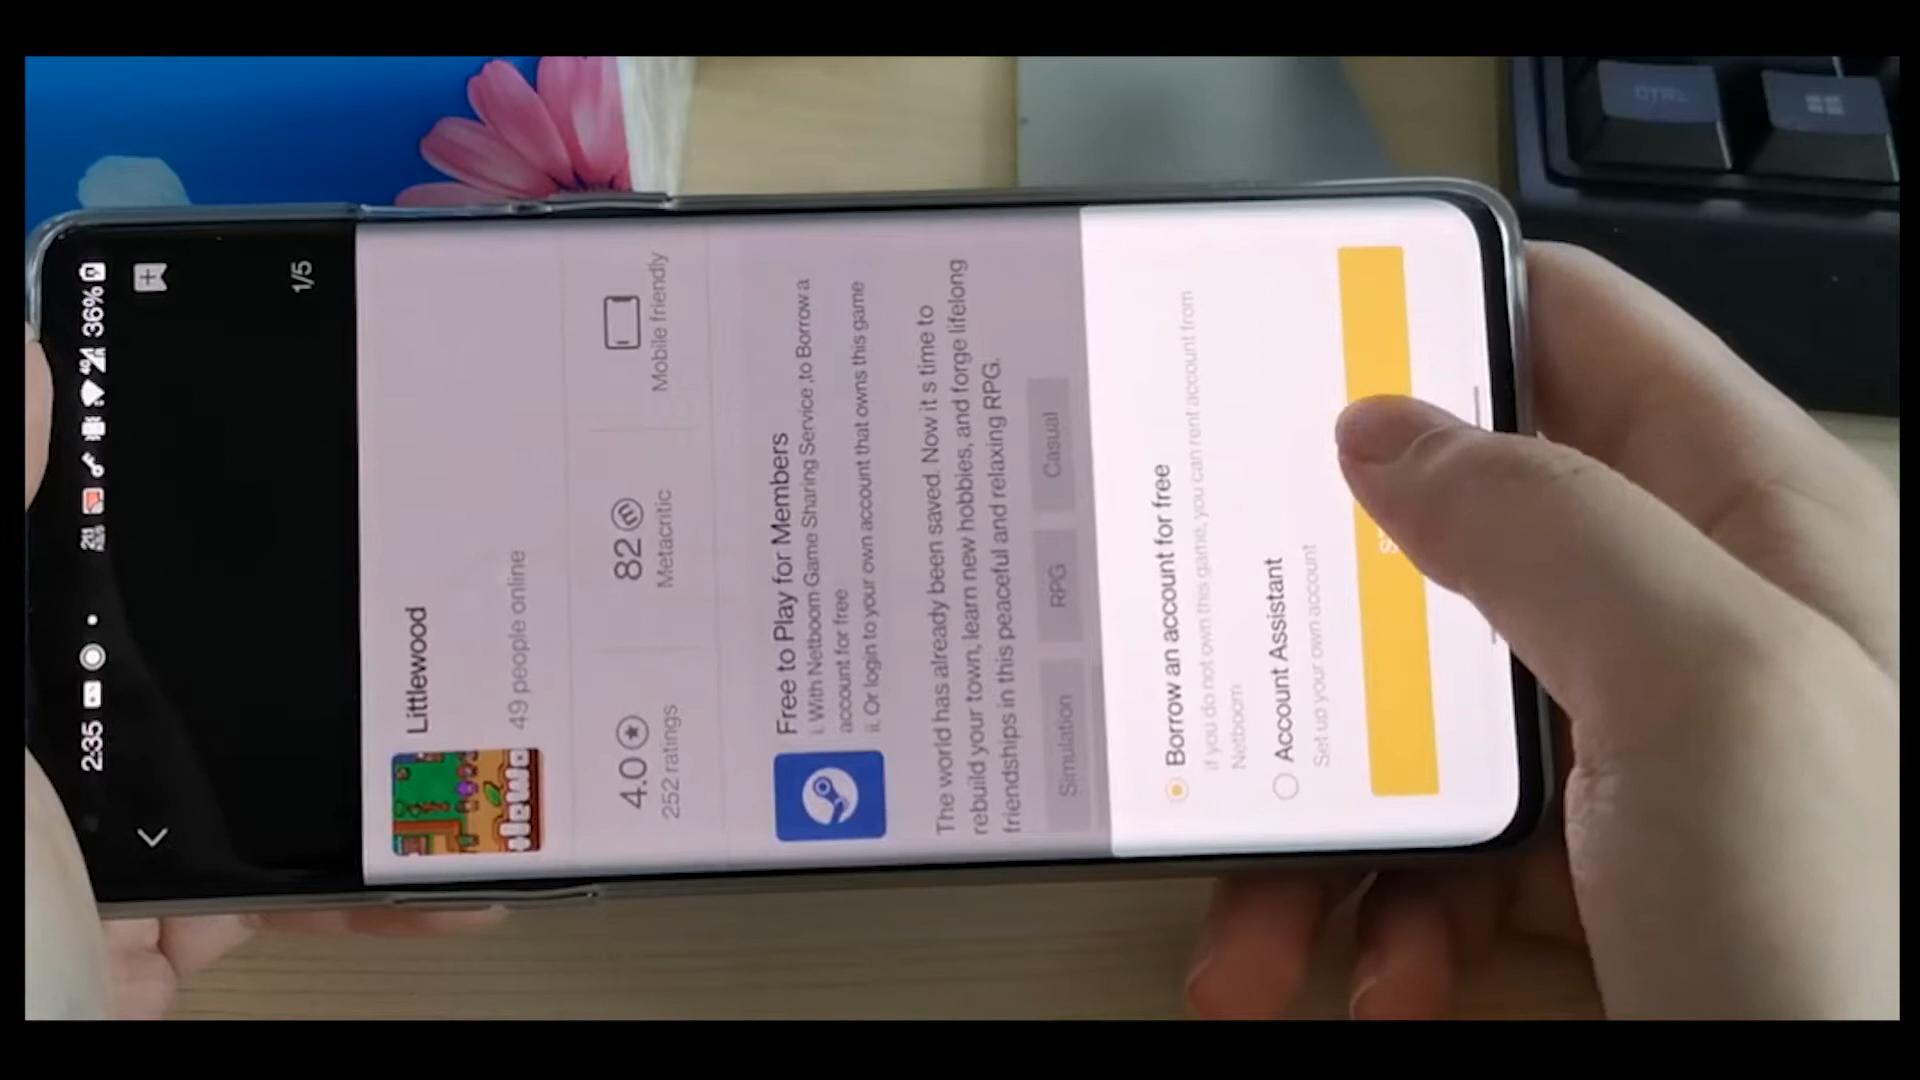 2:35
36%
1/5
Littlewood
49 people online
4.0
252 ratings
82
Metacritic
Mobile friendly
Free to Play for Members
i. With Netboom Game Sharing Service ,to Borrow a
account for free
ii. Or login to your own account that owns this game
The world has already been saved. Now it s time to
rebuild your town, learn new hobbies, and forge lifelong
friendships in this peaceful and relaxing RPG.
Simulation
RPG
Casual
Borrow an account for free
if you do not own this game, you can rent account from
Netboom
Account Assistant
Set up your own account
CTRL